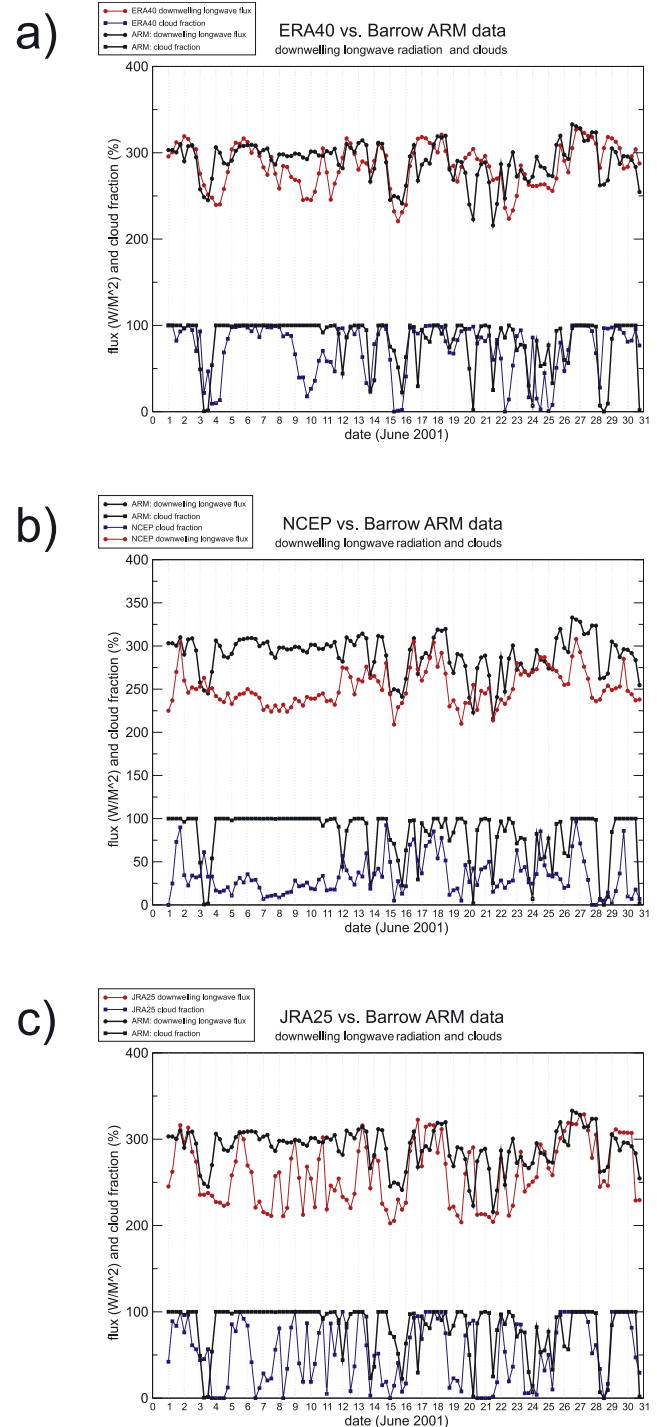 a)
ERA40 downwelling longwave flux
ERA40 cloud fraction
ARM: downwelling longwave flux
ARM: cloud fraction
ERA40 vs. Barrow ARM data
downwelling longwave radiation and clouds
flux (W/M^2) and cloud fraction (%)
400
300
200
100
0
0 1 2 3 4 5 6 7 8 9 10 11 12 13 14 15 16 17 18 19 20 21 22 23 24 25 26 27 28 29 30 31
date (June 2001)
b)
ARM: downwelling longwave flux
ARM: cloud fraction
NCEP cloud fraction
NCEP downwelling longwave flux
NCEP vs. Barrow ARM data
downwelling longwave radiation and clouds
flux (W/M^2) and cloud fraction (%)
400
350
300
250
200
150
100
50
0
0 1 2 3 4 5 6 7 8 9 10 11 12 13 14 15 16 17 18 19 20 21 22 23 24 25 26 27 28 29 30 31
date (June 2001)
c)
JRA25 downwelling longwave flux
JRA25 cloud fraction
ARM: downwelling longwave flux
ARM: cloud fraction
JRA25 vs. Barrow ARM data
downwelling longwave radiation and clouds
flux (W/M^2) and cloud fraction (%)
400
300
200
100
0
0 1 2 3 4 5 6 7 8 9 10 11 12 13 14 15 16 17 18 19 20 21 22 23 24 25 26 27 28 29 30 31
date (June 2001)